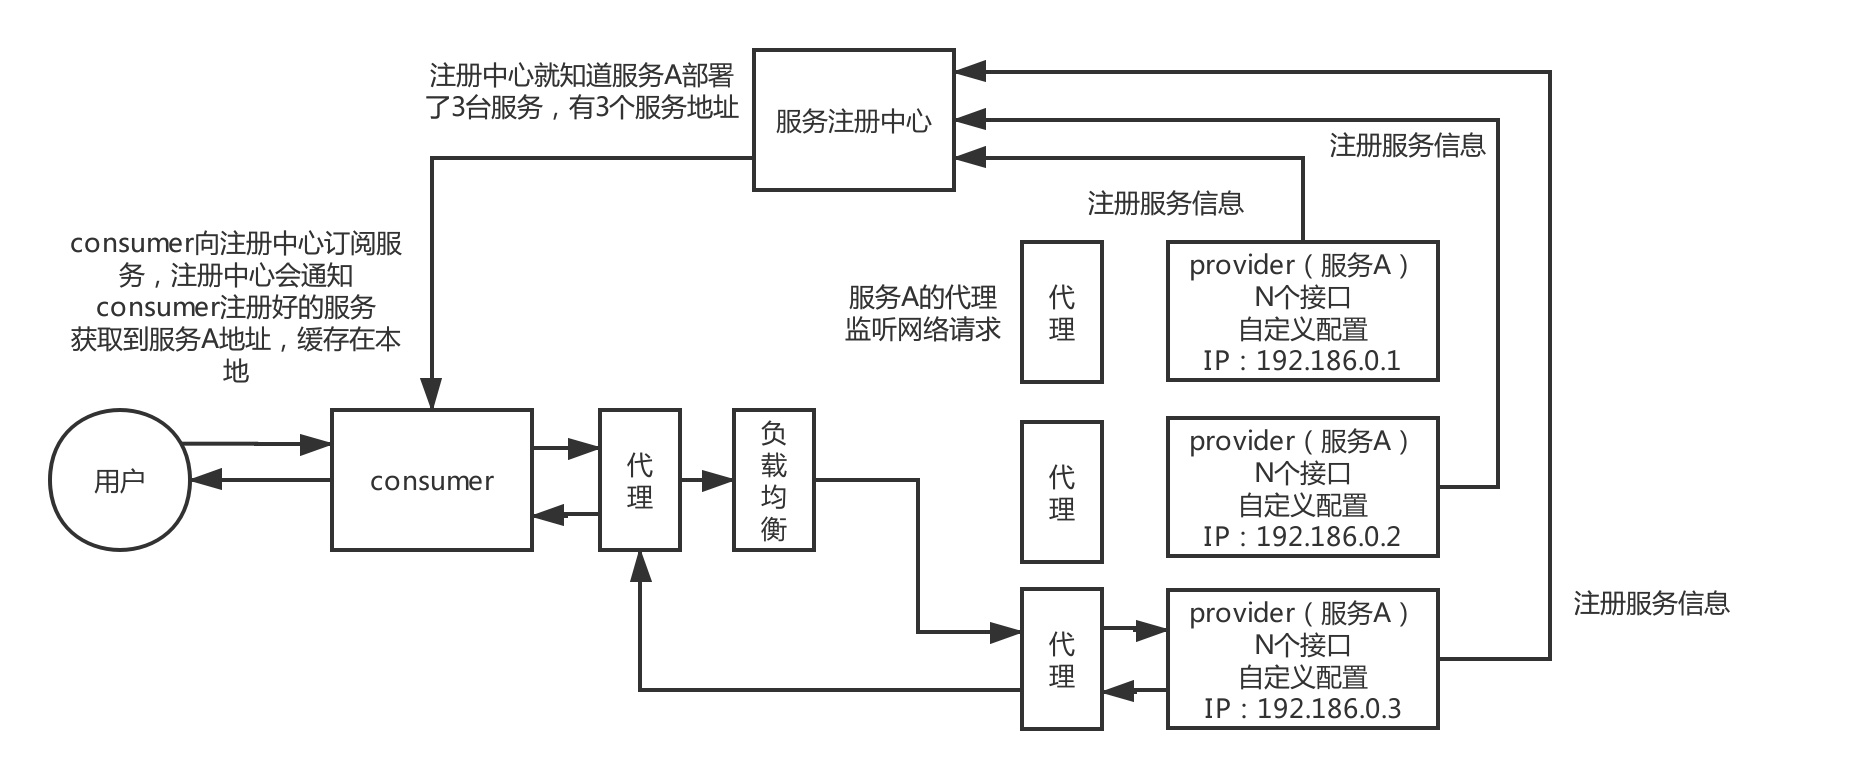 注册中心就知道服务A部署
了3台服务，有3个服务地址
服务注册中心
注册服务信息
注册服务信息
consumer向注册中心订阅服
务，注册中心会通知
consumer注册好的服务
获取到服务A地址，缓存在本
地
服务A的代理
监听网络请求
代
理
provider（服务A）
N个接口
自定义配置
IP：192.186.0.1
用户
consumer
代
理
负
载
均
衡
代
理
provider（服务A）
N个接口
自定义配置
IP：192.186.0.2
代
理
provider（服务A）
N个接口
自定义配置
IP：192.186.0.3
注册服务信息